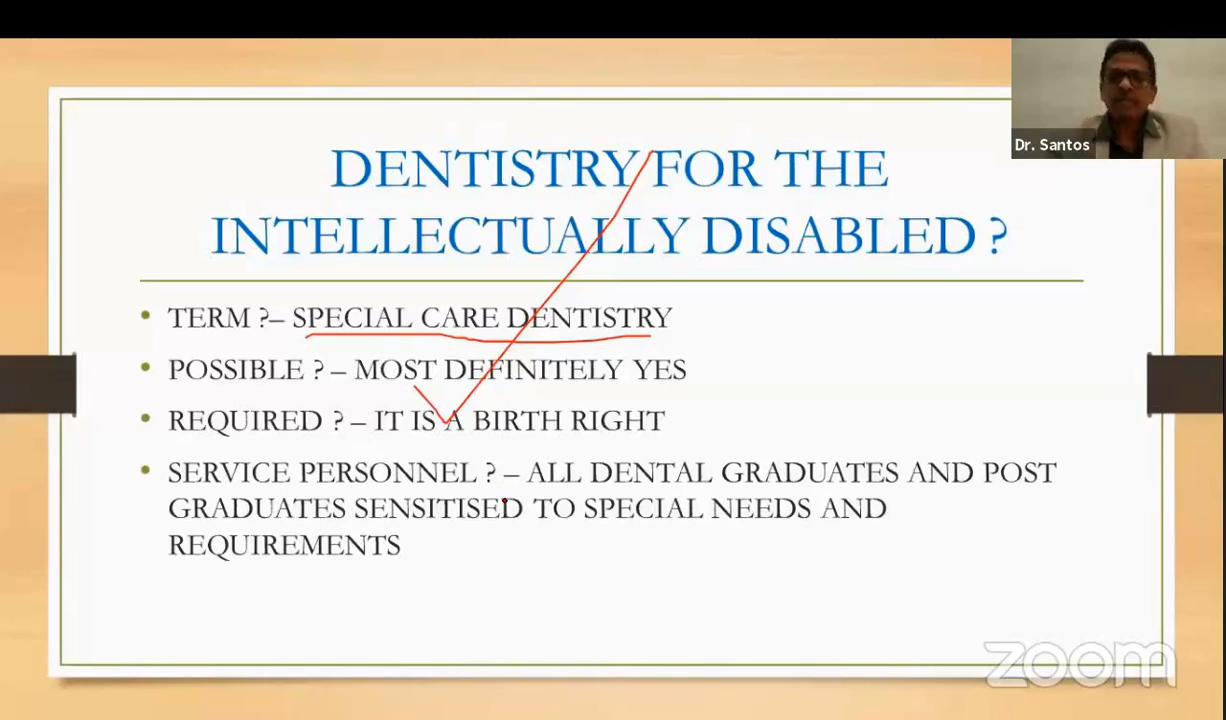 Dr. Santos
DENTISTRY FOR THE
INTELLECTUALLY DISABLED ?
• TERM ?– SPECIAL CARE DENTISTRY
• POSSIBLE ? – MOST DEFINITELY YES
• REQUIRED ? – IT IS A BIRTH RIGHT
• SERVICE PERSONNEL ? – ALL DENTAL GRADUATES AND POST
GRADUATES SENSITISED TO SPECIAL NEEDS AND
REQUIREMENTS
zoom